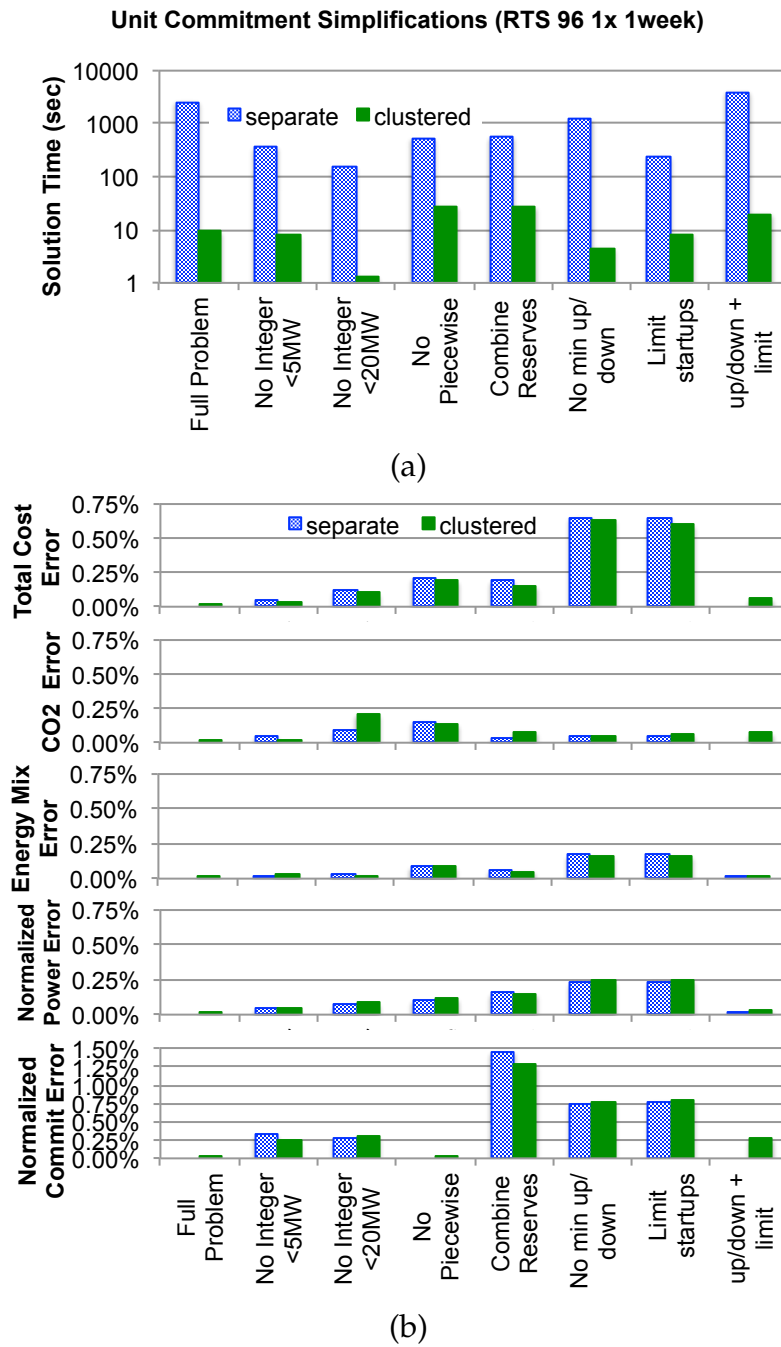 Unit Commitment Simplifications (RTS 96 1x 1week)
Solution Time (sec)
10000
1000
100
10
1
separate
clustered
Full Problem
No Integer
<5MW
No Integer
<20MW
No
Piecewise
Combine
Reserves
No min up/
down
Limit
startups
up/down +
limit
(a)
Total Cost
Error
0.75%
0.50%
0.25%
0.00%
separate
clustered
CO2 Error
0.75%
0.50%
0.25%
0.00%
Energy Mix
Error
0.75%
0.50%
0.25%
0.00%
Normalized
Power Error
0.75%
0.50%
0.25%
0.00%
Normalized
Commit Error
1.50%
1.25%
1.00%
0.75%
0.50%
0.25%
0.00%
Full
Problem
No Integer
<5MW
No Integer
<20MW
No
Piecewise
Combine
Reserves
No min up/
down
Limit
startups
up/down +
limit
(b)